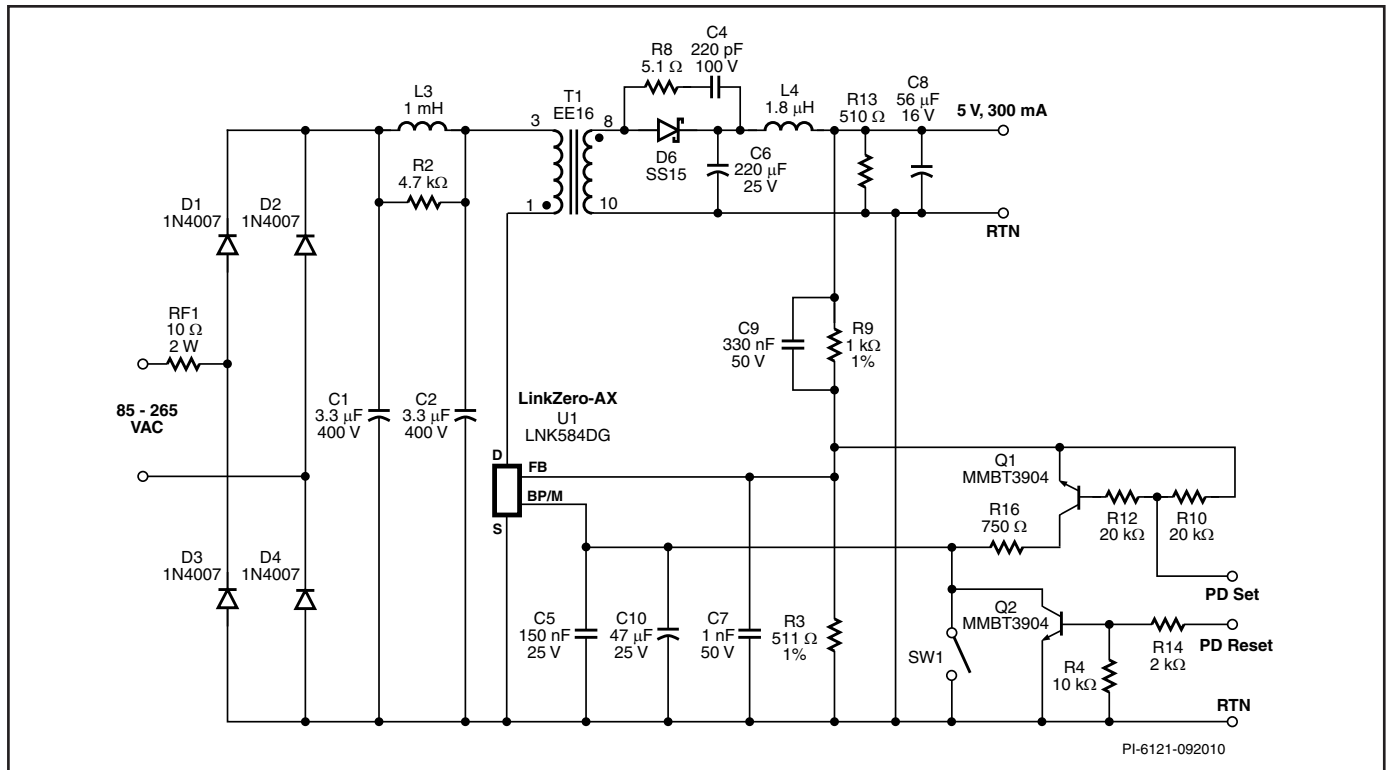 C4
220 pF
100 V
R8
5.1 Ω
L3
1 mH
T1
EE16
L4
1.8 μH
R13
510 Ω
C8
56 μF
16 V
5 V, 300 mA
3
8
D6
SS15
C6
220 μF
25 V
R2
4.7 kΩ
1
10
RTN
D1
1N4007
D2
1N4007
RF1
10 Ω
2 W
C9
330 nF
50 V
R9
1 kΩ
1%
85 - 265
VAC
C1
3.3 μF
400 V
C2
3.3 μF
400 V
LinkZero-AX
U1
LNK584DG
D
FB
BP/M
S
Q1
MMBT3904
R16
750 Ω
R12
20 kΩ
R10
20 kΩ
PD Set
D3
1N4007
D4
1N4007
C5
150 nF
25 V
C10
47 μF
25 V
C7
1 nF
50 V
R3
511 Ω
1%
Q2
MMBT3904
SW1
R14
2 kΩ
PD Reset
R4
10 kΩ
RTN
PI-6121-092010